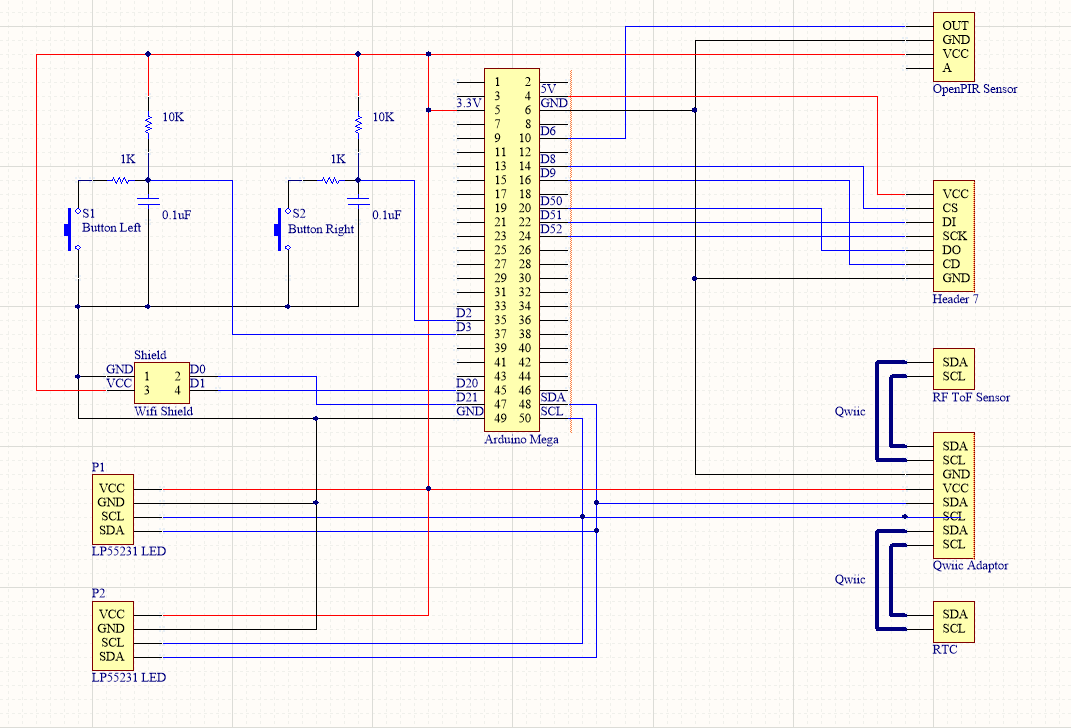 OUT
GND
VCC
A
OpenPIR Sensor
10K
10K
1K
1K
0.1uF
0.1uF
S1
Button Left
S2
Button Right
1 2
3 4 5V
3.3V 5 6 GND
7 8
9 10 D6
11 12
13 14 D8
15 16 D9
17 18
19 20 D50
21 22 D51
23 24 D52
25 26
27 28
29 30
31 32
33 34
D2 35 36
D3 37 38
39 40
41 42
43 44
D20 45 46
D21 47 48 SDA
GND 49 50 SCL
Arduino Mega
VCC
CS
DI
SCK
DO
CD
GND
Header 7
Shield
GND 1 2 D0
VCC 3 4 D1
Wifi Shield
SDA
SCL
RF ToF Sensor
Qwiic
SDA
SCL
GND
VCC
SDA
SCL
SDA
SCL
Qwiic Adaptor
Qwiic
SDA
SCL
RTC
P1
VCC
GND
SCL
SDA
LP55231 LED
P2
VCC
GND
SCL
SDA
LP55231 LED